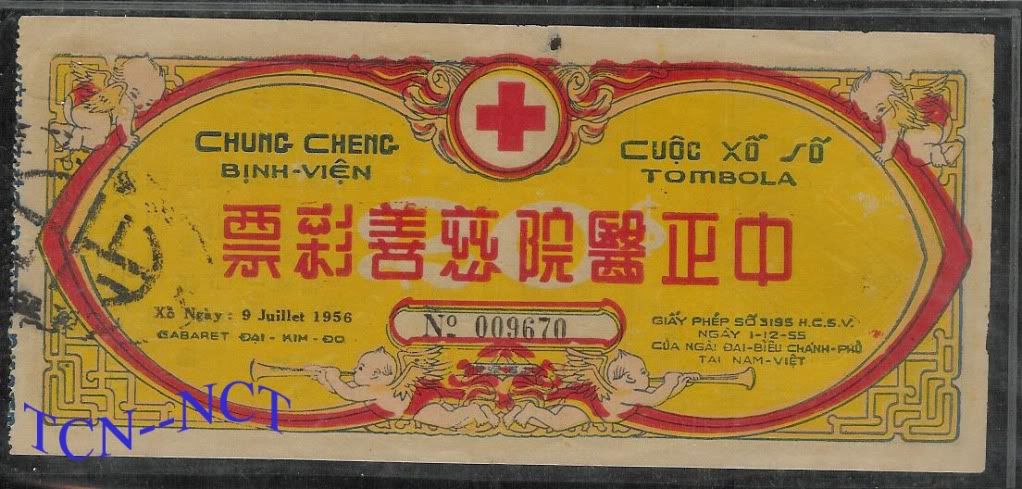 CHUNG CHENG
BỊNH-VIỆN
CUỘC XỔ SỐ
TOMBOLA
中正醫院慈善彩票
Xổ Ngày : 9 Juillet 1956
CABARET ĐẠI - KIM - ĐO
Nº 009670
GIẤY PHÉP SỐ 3195 H.C.S.V.
NGÀY 1-12-55
CỦA NGÀI ĐẠI-BIỂU CHÁNH-PHỦ
TẠI NAM-VIỆT
TCN--NCT